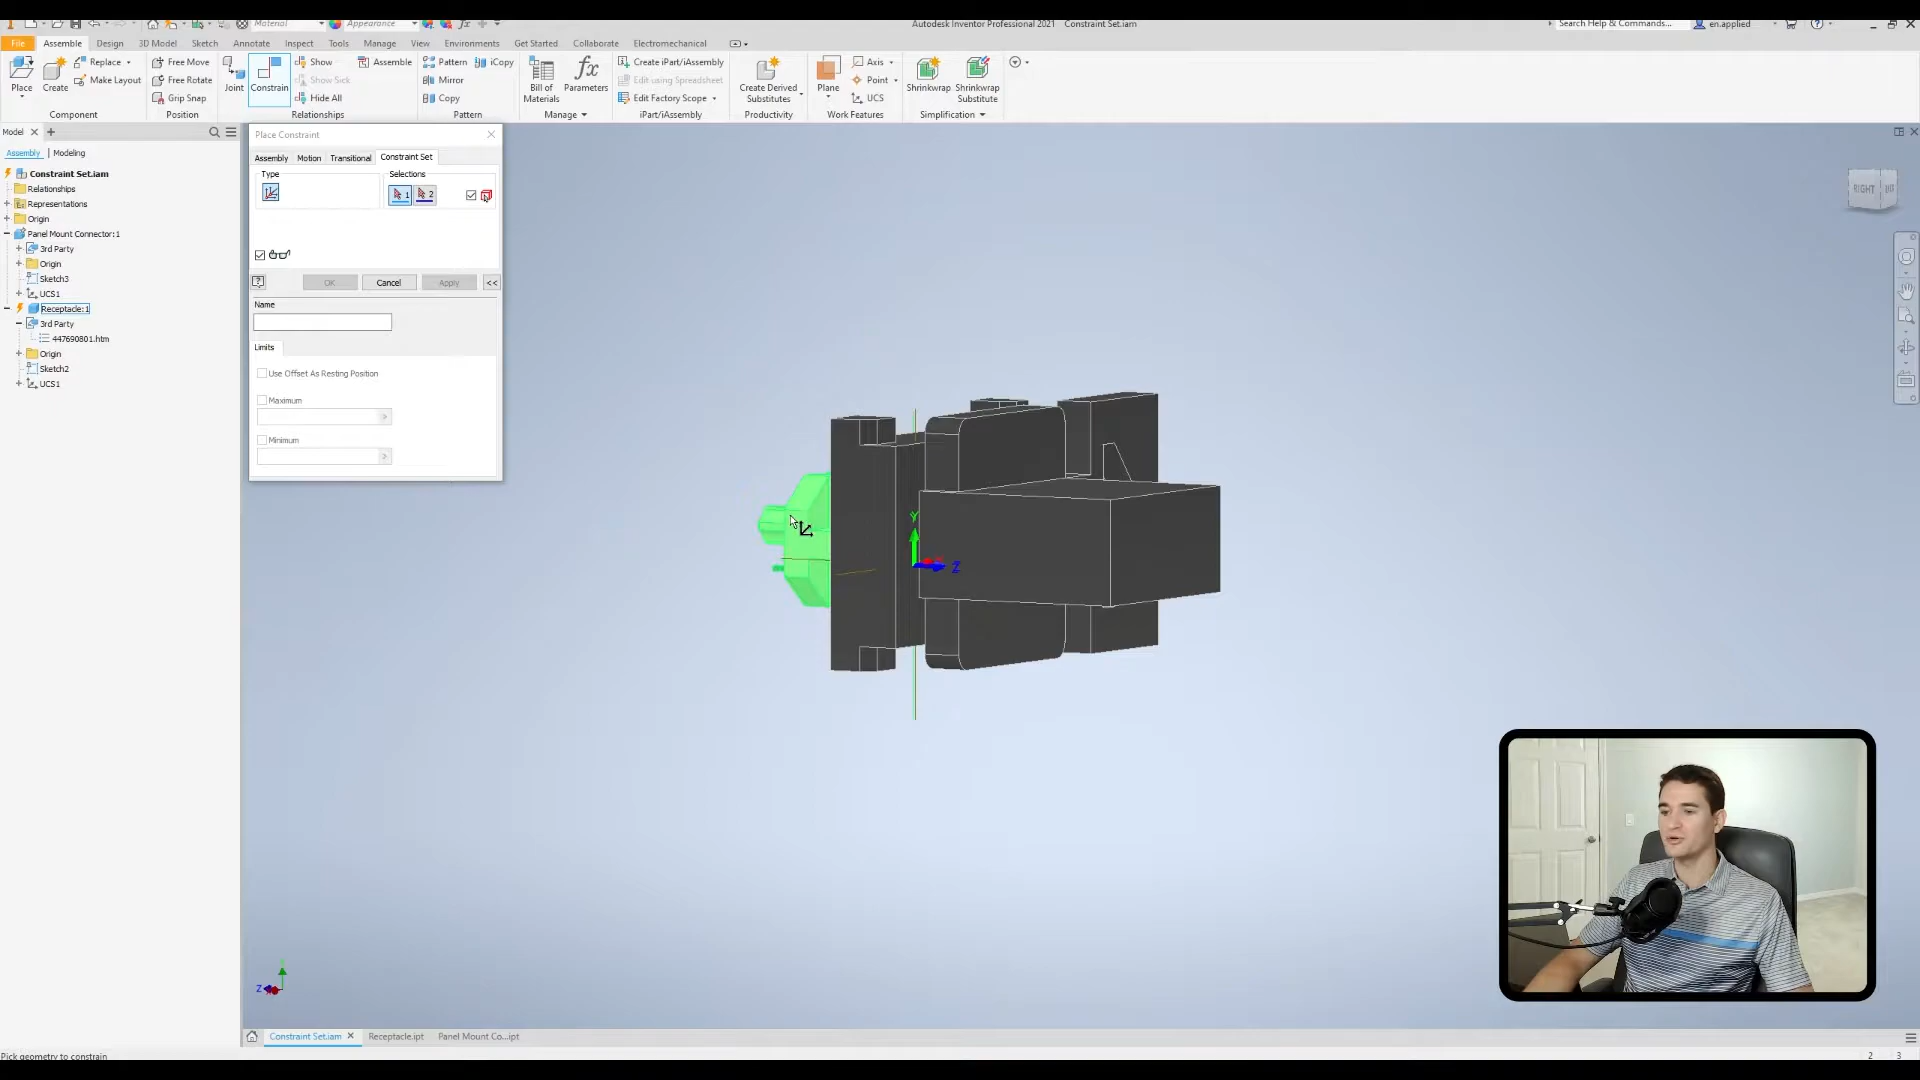 Material
Appearance
Autodesk Inventor Professional 2021 Constraint Set.iam
Search Help & Commands...
en.applied
File Assemble Design 3D Model Sketch Annotate Inspect Tools Manage View Environments Get Started Collaborate Electromechanical
Place
Create
Replace
Make Layout
Component
Free Move
Free Rotate
Grip Snap
Position
Joint
Constrain
Show
Show Sick
Hide All
Relationships
Assemble
Pattern
Mirror
Copy
iCopy
Pattern
Bill of
Materials
Parameters
Manage
Create iPart/iAssembly
Edit using Spreadsheet
Edit Factory Scope
iPart/iAssembly
Create Derived
Substitutes
Productivity
Plane
Axis
Point
UCS
Work Features
Shrinkwrap
Shrinkwrap
Substitute
Simplification
Model
Assembly | Modeling
Constraint Set.iam
Relationships
Representations
Origin
Panel Mount Connector:1
3rd Party
Origin
Sketch3
UCS1
Receptacle:1
3rd Party
447690801.htm
Origin
Sketch2
UCS1
Place Constraint
Assembly Motion Transitional Constraint Set
Type
Selections
1
2
OK
Cancel
Apply
<<
Name
Limits
Use Offset As Resting Position
Maximum
>
Minimum
>
RIGHT
Y
Z
Z
Constraint Set.iam
Receptacle.ipt
Panel Mount Co...ipt
Pick geometry to constrain
2
3